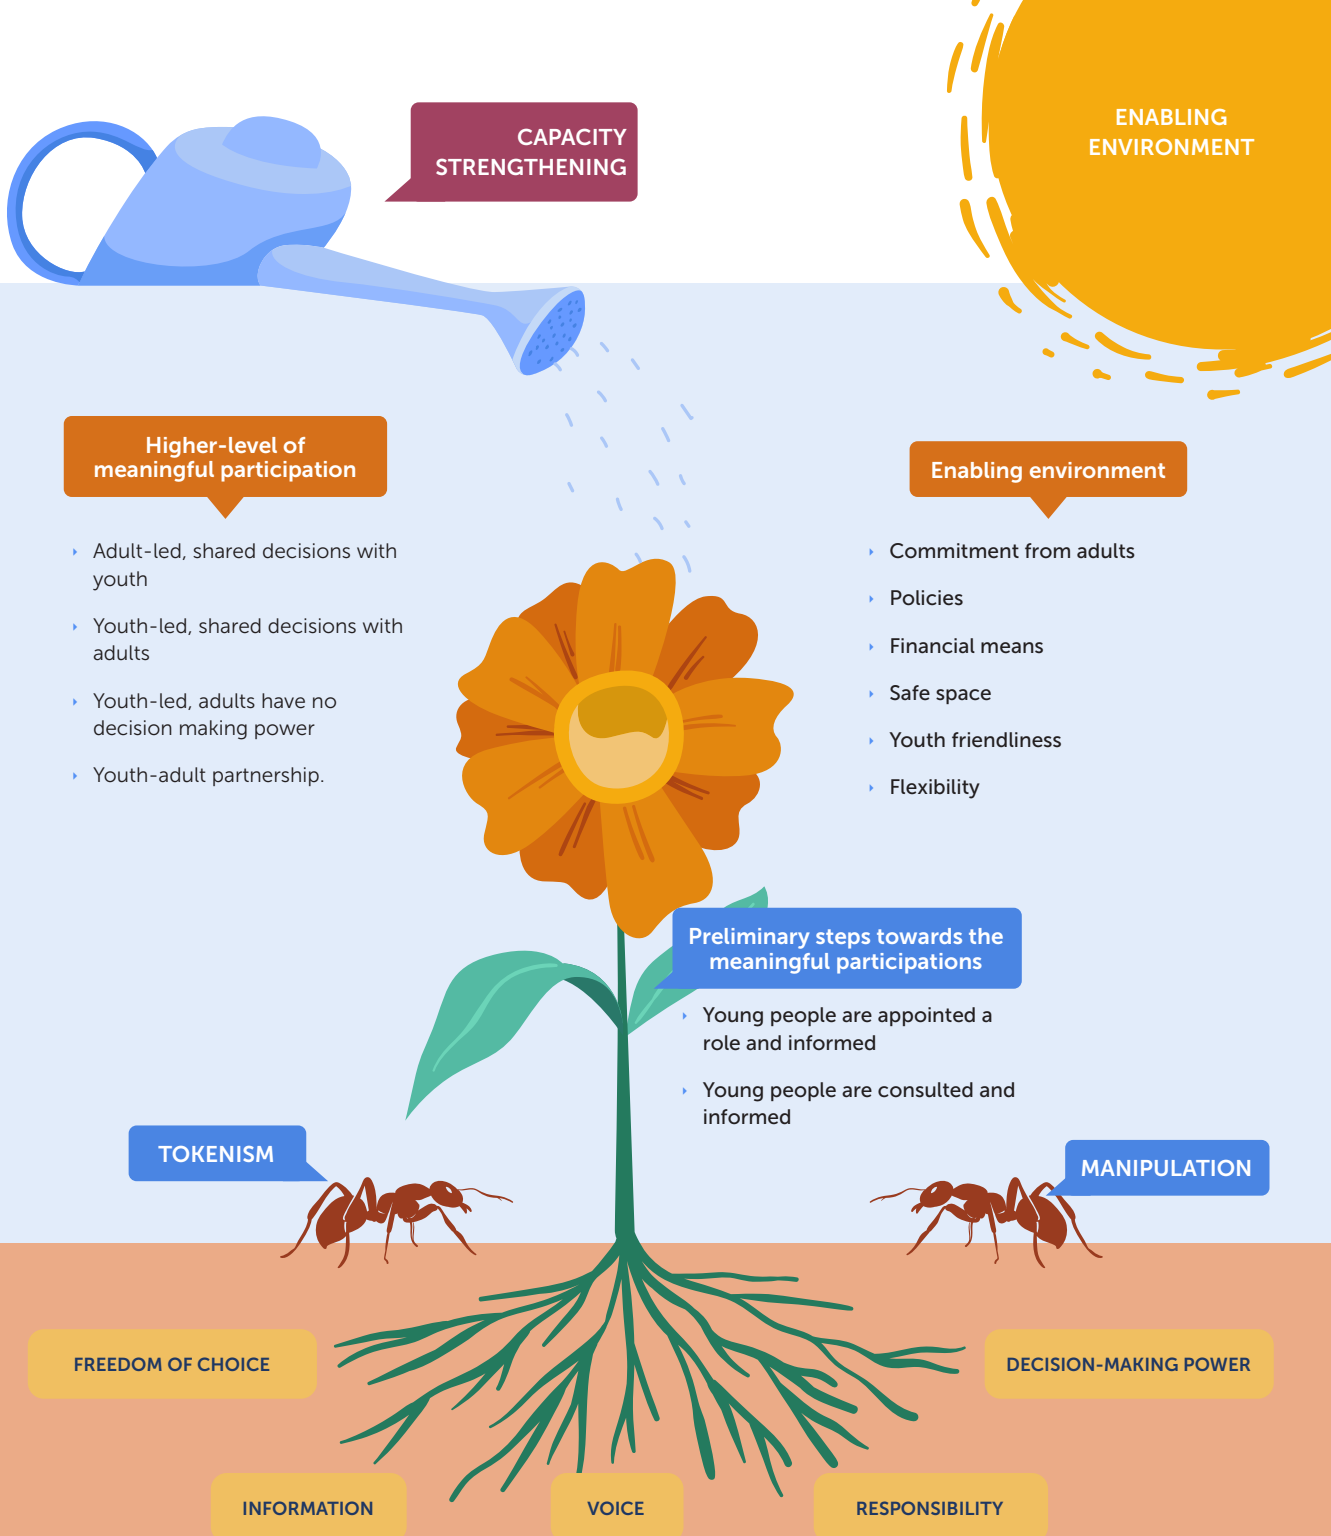 CAPACITY
STRENGTHENING
ENABLING
ENVIRONMENT
Higher-level of
meaningful participation
Adult-led, shared decisions with
youth
Youth-led, shared decisions with
adults
Youth-led, adults have no
decision making power
Youth-adult partnership.
Enabling environment
Commitment from adults
Policies
Financial means
Safe space
Youth friendliness
Flexibility
Preliminary steps towards the
meaningful participations
Young people are appointed a
role and informed
Young people are consulted and
informed
TOKENISM
MANIPULATION
FREEDOM OF CHOICE
DECISION-MAKING POWER
INFORMATION
VOICE
RESPONSIBILITY